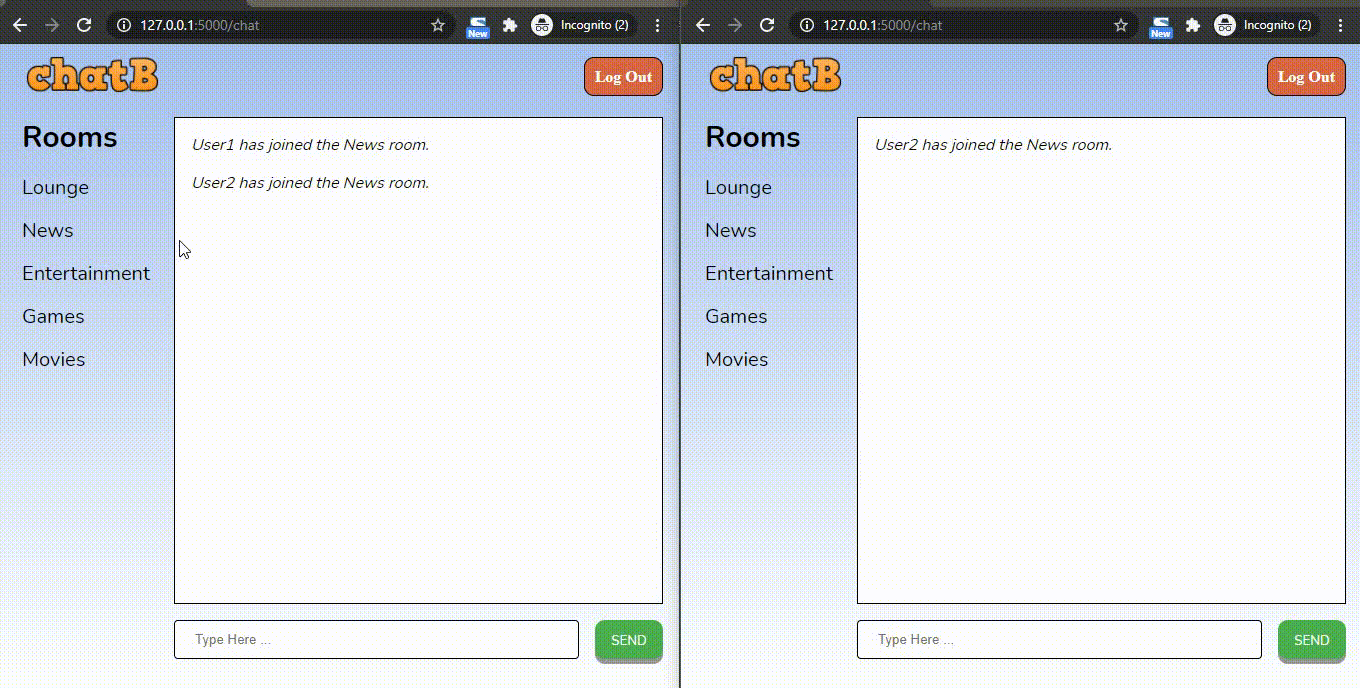 127.0.0.1:5000/chat
New
Incognito (2)
chatB
Log Out
Rooms
Lounge
News
Entertainment
Games
Movies
User1 has joined the News room.
User2 has joined the News room.
Type Here ...
SEND
127.0.0.1:5000/chat
New
Incognito (2)
chatB
Log Out
Rooms
Lounge
News
Entertainment
Games
Movies
User2 has joined the News room.
Type Here ...
SEND